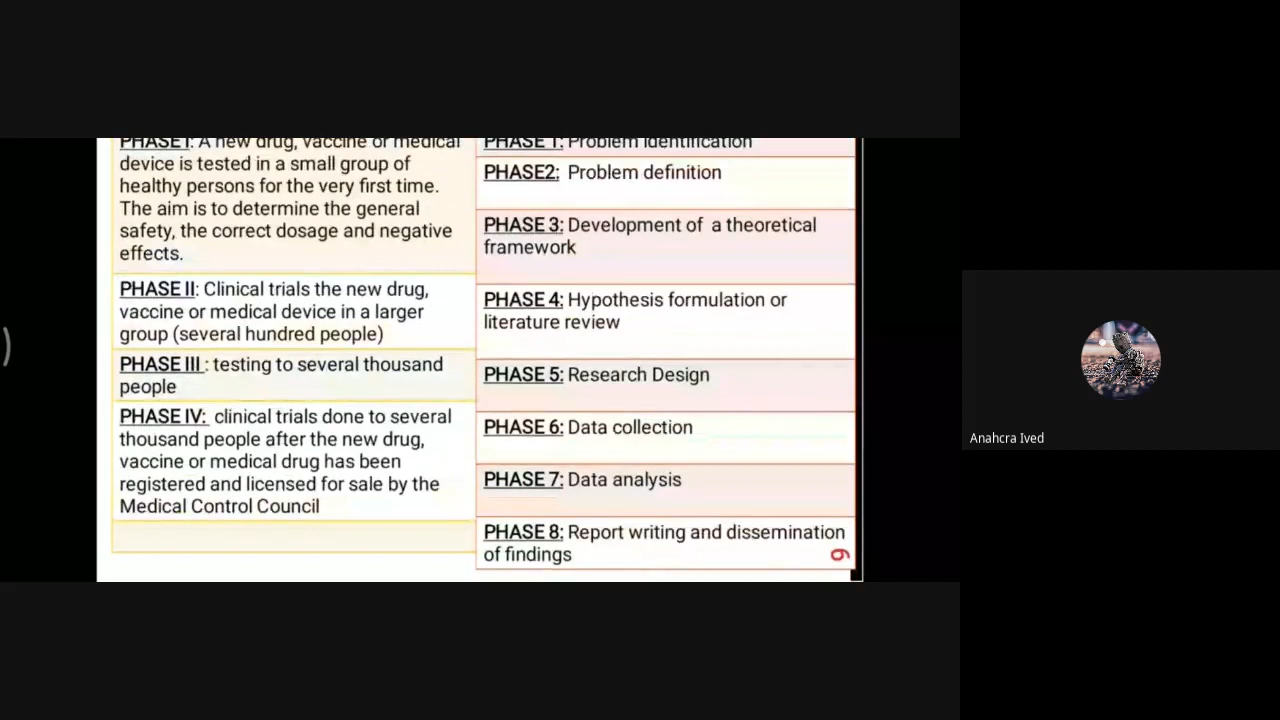 PHASE I: A new drug, vaccine or medical
device is tested in a small group of
healthy persons for the very first time.
The aim is to determine the general
safety, the correct dosage and negative
effects.
PHASE II: Clinical trials the new drug,
vaccine or medical device in a larger
group (several hundred people)
PHASE III : testing to several thousand
people
PHASE IV: clinical trials done to several
thousand people after the new drug,
vaccine or medical drug has been
registered and licensed for sale by the
Medical Control Council
PHASE 1: Problem identification
PHASE2: Problem definition
PHASE 3: Development of a theoretical
framework
PHASE 4: Hypothesis formulation or
literature review
PHASE 5: Research Design
PHASE 6: Data collection
PHASE 7: Data analysis
PHASE 8: Report writing and dissemination
of findings
9
Anahcra Ived